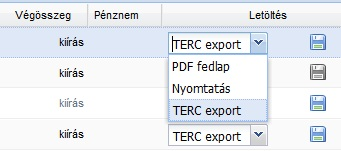 Végösszeg Pénznem Letöltés
kiírás TERC export
kiírás PDF fedlap
Nyomtatás
kiírás TERC export
kiírás TERC export